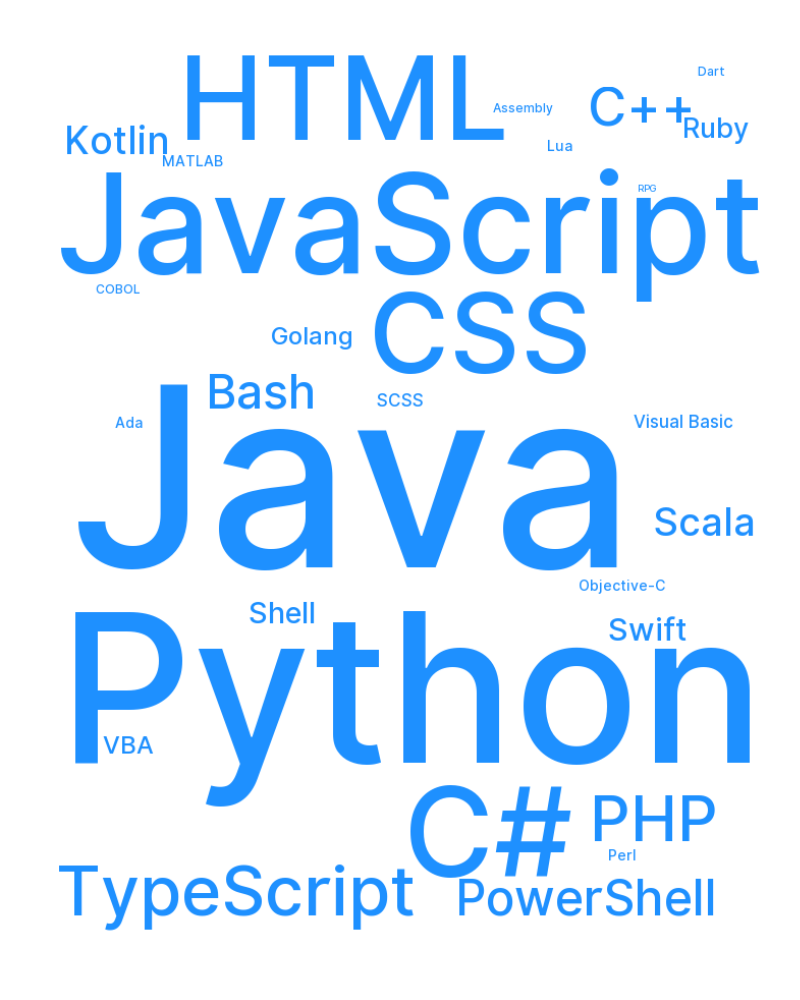 HTML
Dart
Assembly
C++
Ruby
Kotlin
Lua
MATLAB
JavaScript
RPG
COBOL
CSS
Golang
Bash
SCSS
Java
Ada
Visual Basic
Scala
Objective-C
Shell
Swift
Python
VBA
C#
PHP
Perl
TypeScript
PowerShell